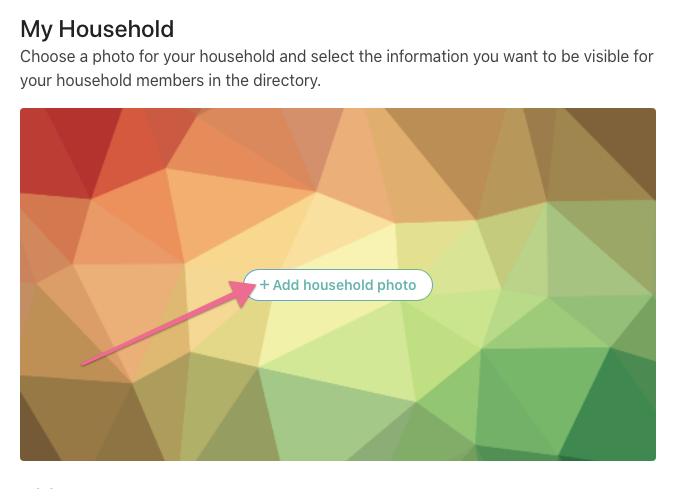 My Household
Choose a photo for your household and select the information you want to be visible for
your household members in the directory.
+ Add household photo